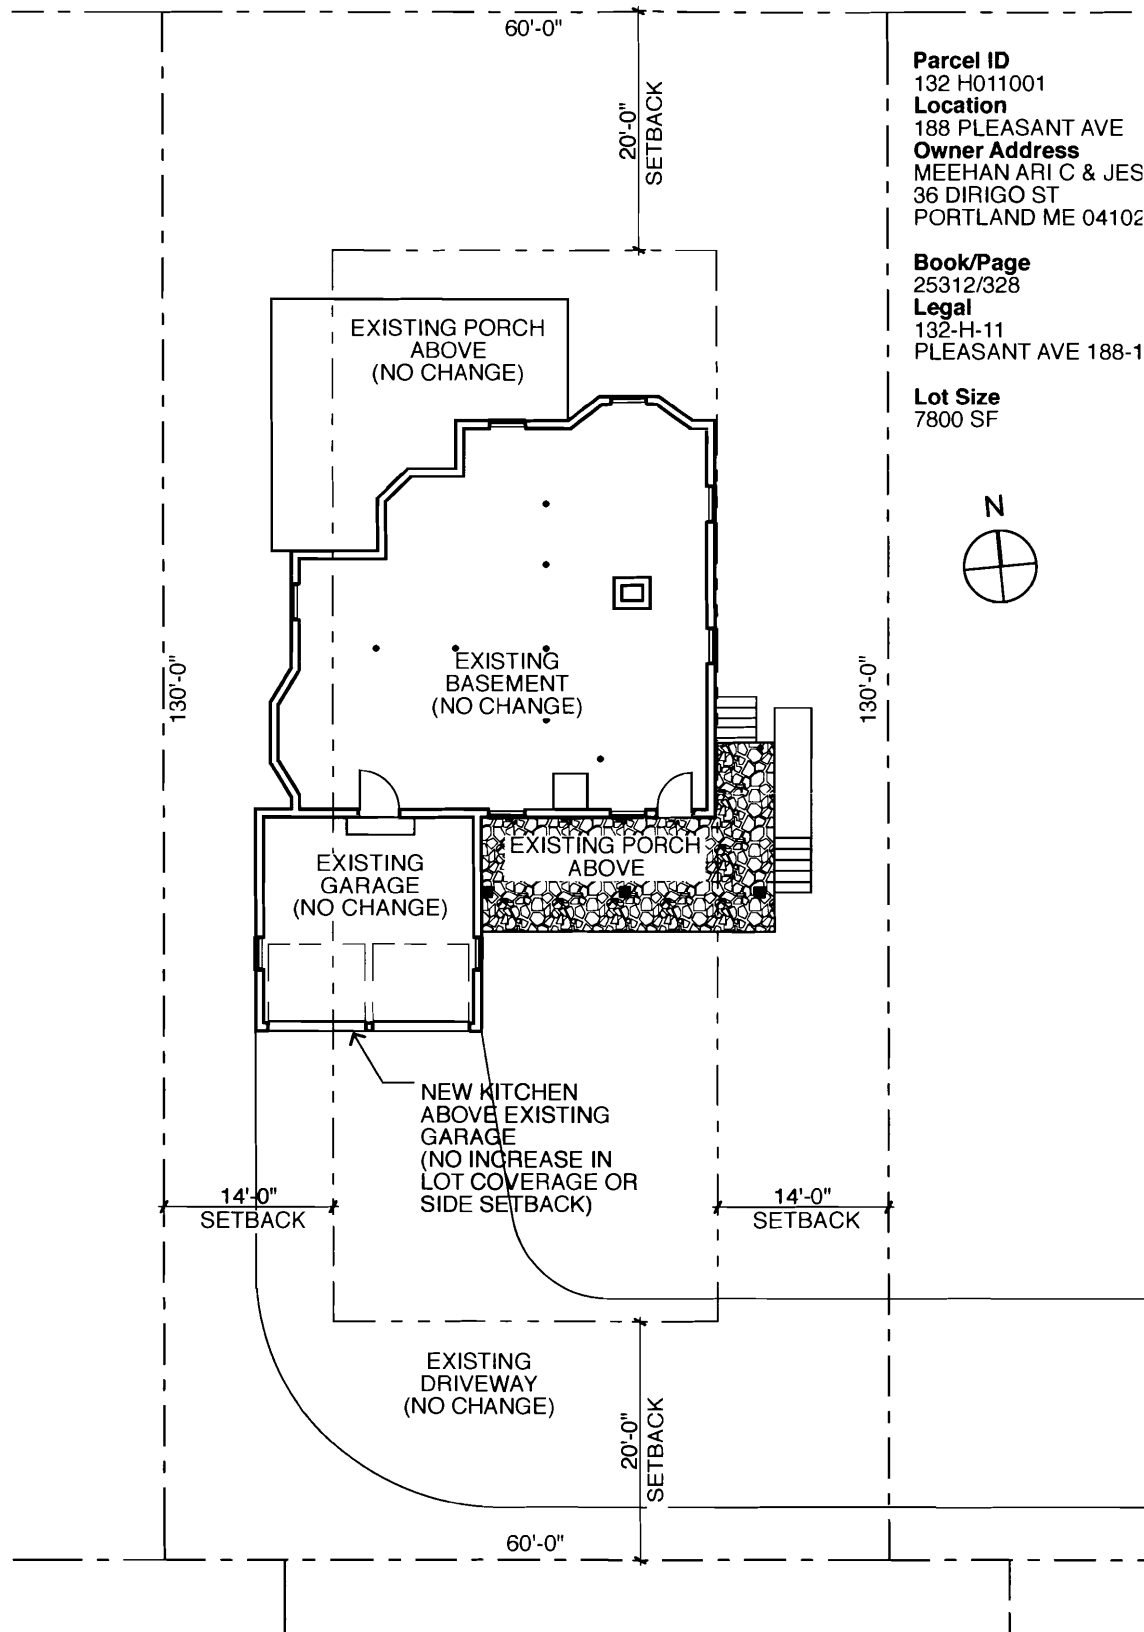 60'-0"
20'-0"
SETBACK
Parcel ID
132 H011001
Location
188 PLEASANT AVE
Owner Address
MEEHAN ARI C & JES
36 DIRIGO ST
PORTLAND ME 04102
Book/Page
25312/328
Legal
132-H-11
PLEASANT AVE 188-1
Lot Size
7800 SF
N
EXISTING PORCH
ABOVE
(NO CHANGE)
130'-0"
EXISTING
BASEMENT
(NO CHANGE)
130'-0"
EXISTING PORCH
ABOVE
EXISTING
GARAGE
(NO CHANGE)
NEW KITCHEN
ABOVE EXISTING
GARAGE
(NO INCREASE IN
LOT COVERAGE OR
SIDE SETBACK)
14'-0"
SETBACK
14'-0"
SETBACK
EXISTING
DRIVEWAY
(NO CHANGE)
20'-0"
SETBACK
60'-0"